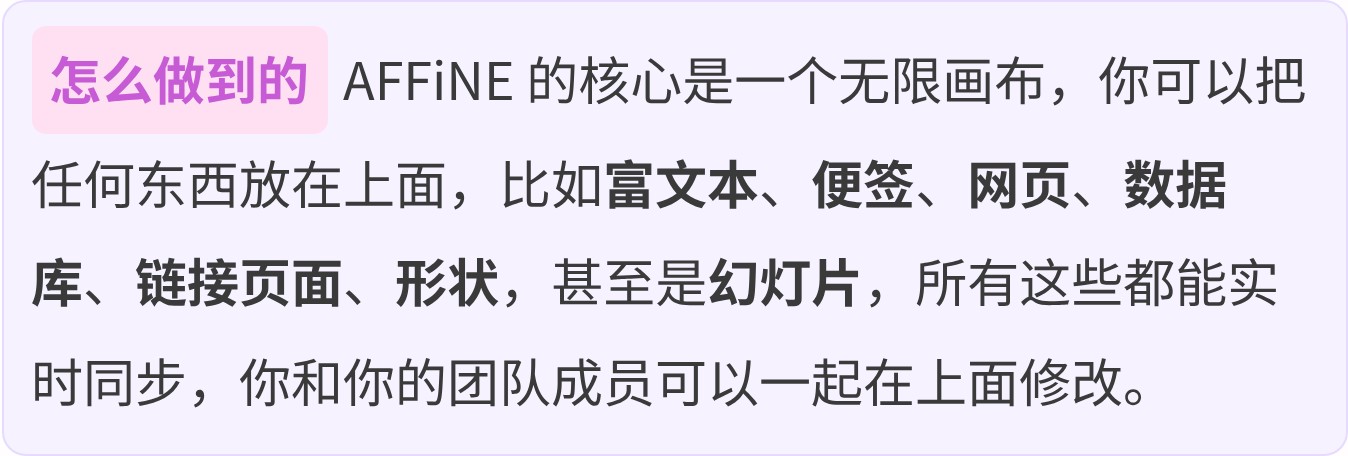 怎么做到的 AFFiNE 的核心是一个无限画布，你可以把
任何东西放在上面，比如富文本、便签、网页、数据
库、链接页面、形状，甚至是幻灯片，所有这些都能实
时同步，你和你的团队成员可以一起在上面修改。